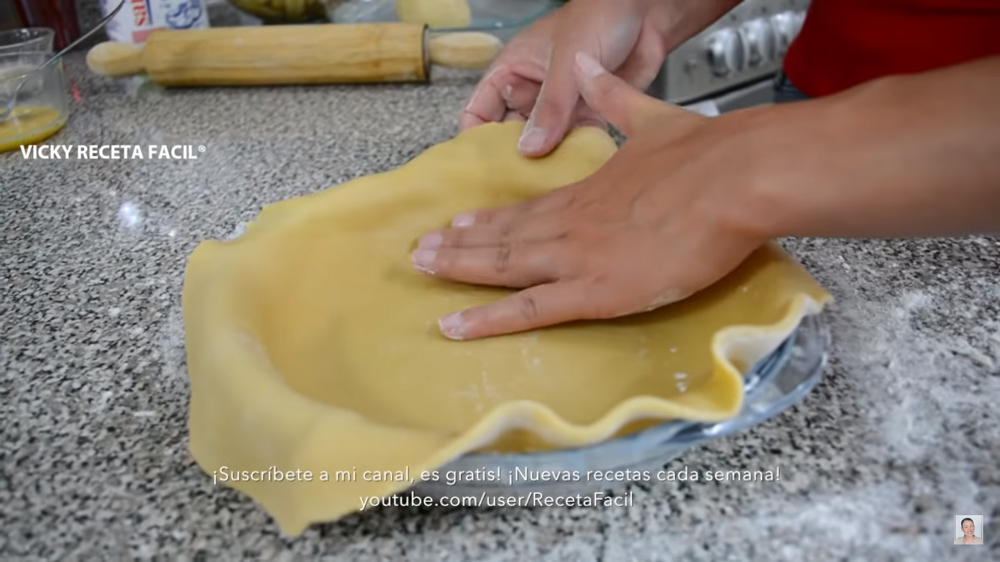 VICKY RECETA FACIL®
¡Suscríbete a mi canal, es gratis! ¡Nuevas recetas cada semana!
youtube.com/user/RecetaFacil